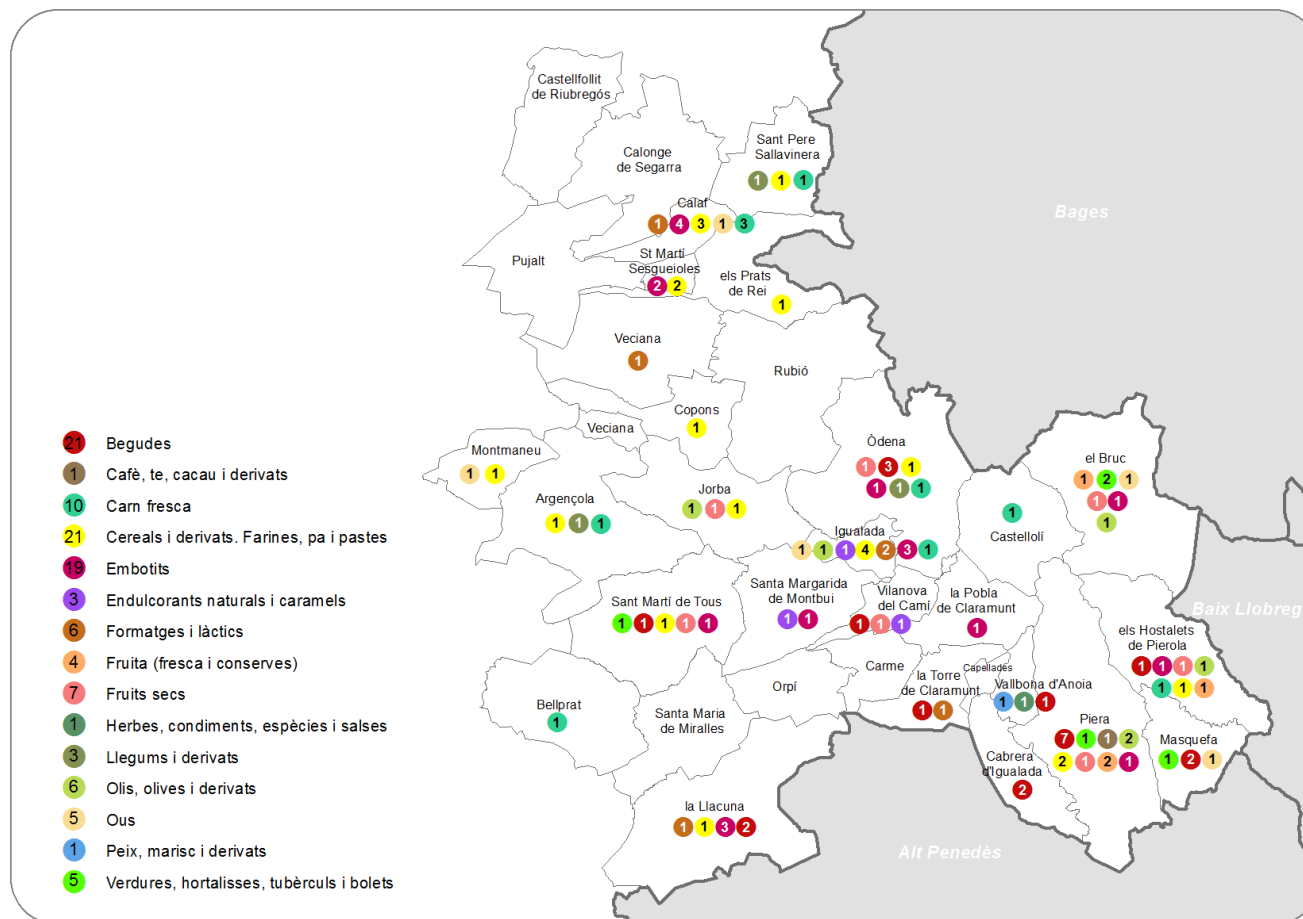 Castellfollit
de Riubregós
Sant Pere
Sallavinera
1 1 1
Calonge
de Segarra
Calaf
1 4 3 1 3
Bages
Pujalt
St Martí
Sesgueioles
2 2
els Prats
de Rei
1
Veciana
1
Rubió
Copons
1
Veciana
Montmaneu
1 1
Òdena
1 3 1
1 1 1
el Bruc
1 2 1
1 1
1
Argençola
1 1 1
Jorba
1 1 1
1
Castellolí
Igualada
1 1 1 4 2 3 1
Sant Martí de Tous
1 1 1 1 1
Santa Margarida
de Montbui
1 1
Vilanova
del Camí
1 1 1
la Pobla
de Claramunt
1
Baix Llobreg
els Hostalets
de Pierola
1 1 1 1
1 1 1
Carme
la Torre
de Claramunt
1 1
Capellades
Vallbona d'Anoia
1 1 1
Orpí
Bellprat
1
Santa Maria
de Miralles
Piera
7 1 1 2
2 1 2 1
Masquefa
1 2 1
Cabrera
d'Igualada
2
la Llacuna
1 1 3 2
Alt Penedès
21 Begudes
1 Cafè, te, cacau i derivats
10 Carn fresca
21 Cereals i derivats. Farines, pa i pastes
19 Embotits
3 Endulcorants naturals i caramels
6 Formatges i làctics
4 Fruita (fresca i conserves)
7 Fruits secs
1 Herbes, condiments, espècies i salses
3 Llegums i derivats
6 Olis, olives i derivats
5 Ous
1 Peix, marisc i derivats
5 Verdures, hortalisses, tubèrculs i bolets